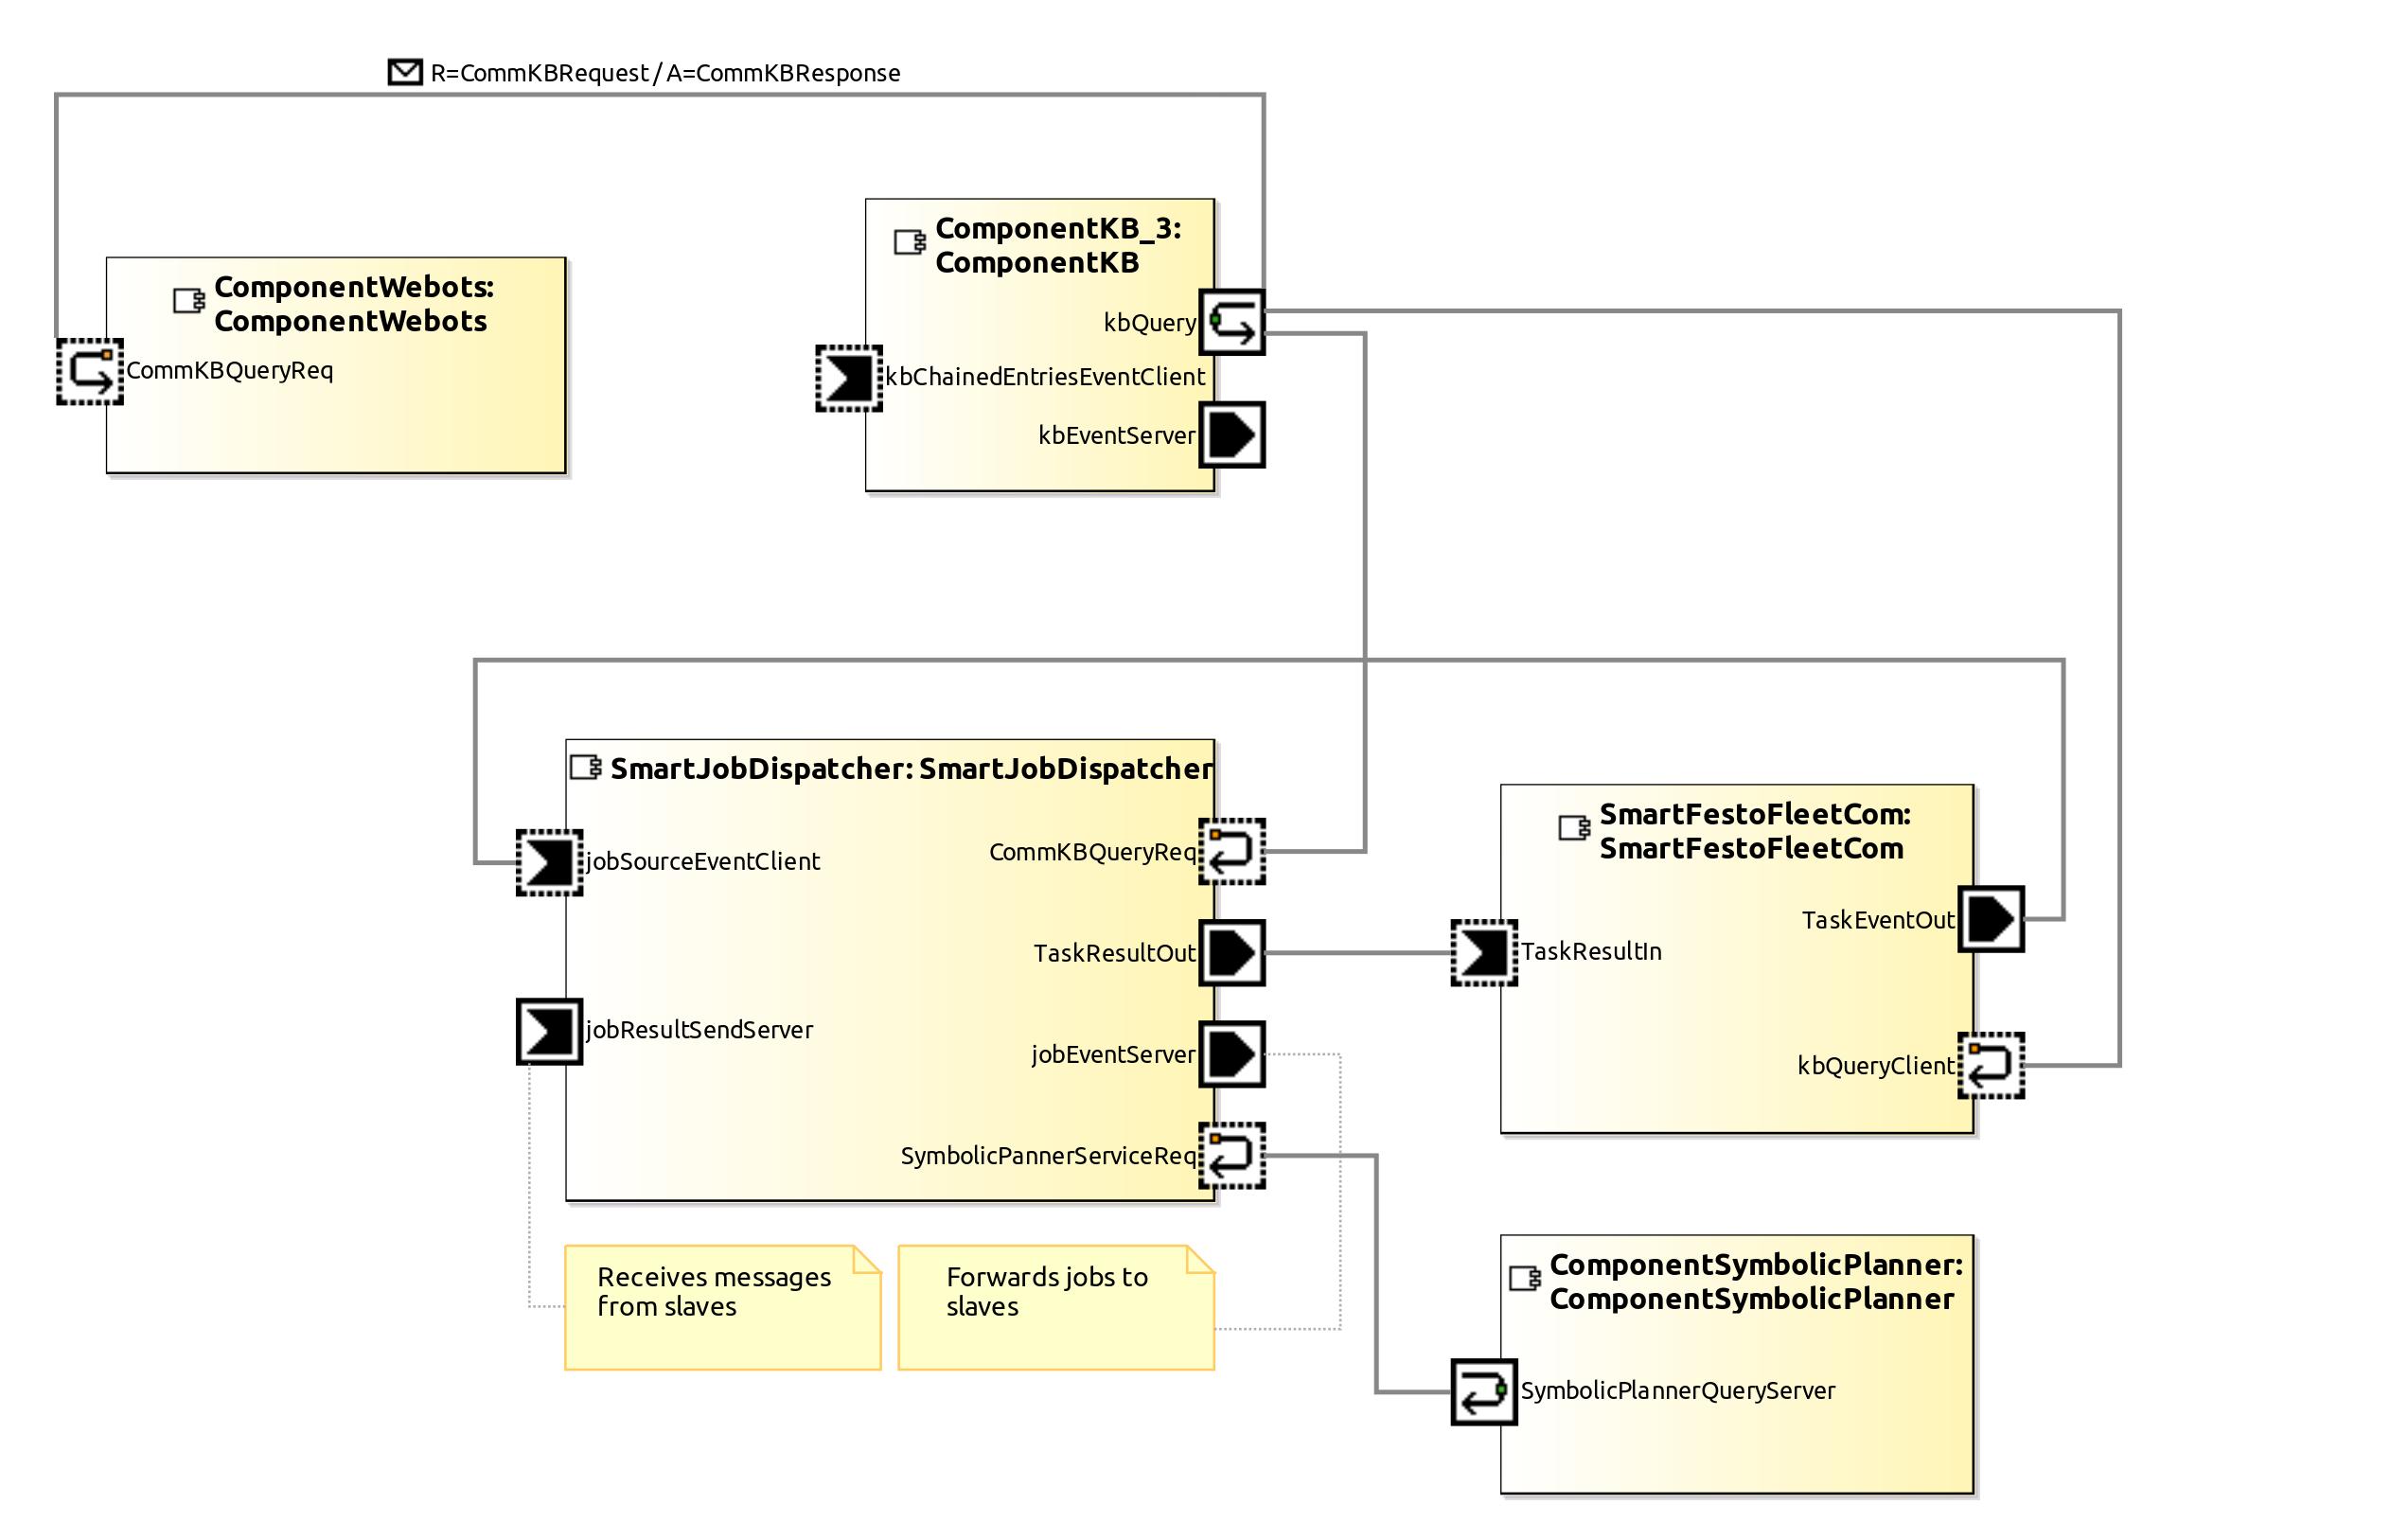 R=CommKBRequest/A=CommKBResponse
ComponentKB_3:
ComponentKB
kbQuery
kbChainedEntriesEventClient
kbEventServer
ComponentWebots:
ComponentWebots
CommKBQueryReq
SmartJobDispatcher: SmartJobDispatcher
jobSourceEventClient
CommKBQueryReq
TaskResultOut
jobResultSendServer
jobEventServer
SymbolicPannerServiceReq
SmartFestoFleetCom:
SmartFestoFleetCom
TaskEventOut
TaskResultIn
kbQueryClient
Receives messages
from slaves
Forwards jobs to
slaves
ComponentSymbolicPlanner:
ComponentSymbolicPlanner
SymbolicPlannerQueryServer